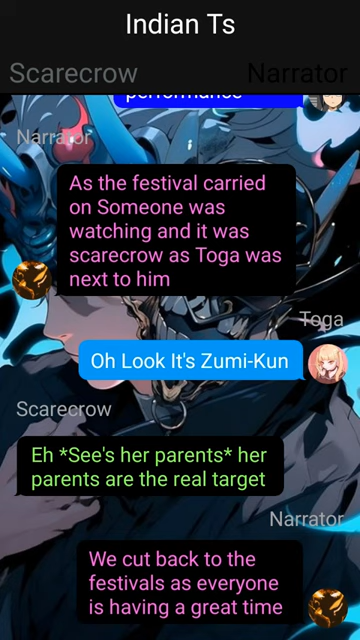 Indian Ts
Scarecrow
Narrator
performance
Narrator
As the festival carried
on Someone was
watching and it was
scarecrow as Toga was
next to him
Toga
Oh Look It's Zumi-Kun
Scarecrow
Eh *See's her parents* her
parents are the real target
Narrator
We cut back to the
festivals as everyone
is having a great time